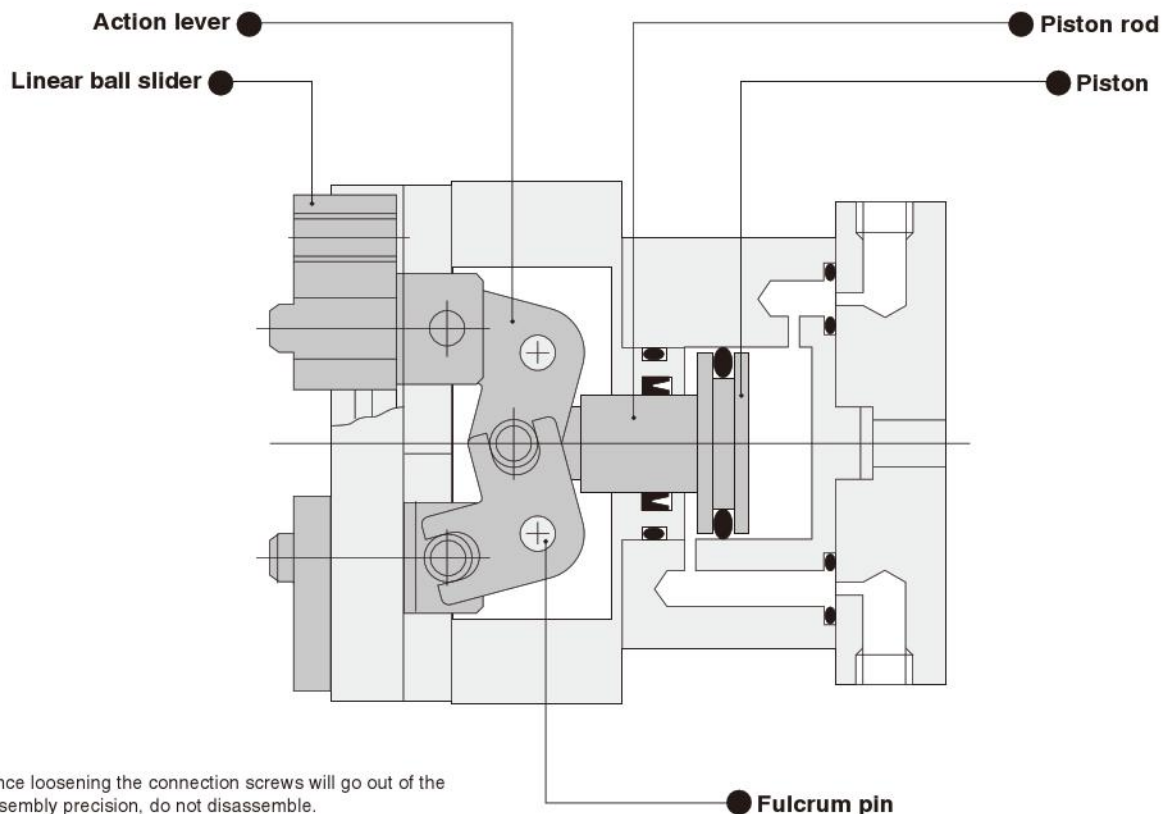 Action lever
Piston rod
Linear ball slider
Piston
nce loosening the connection screws will go out of the
sembly precision, do not disassemble.
Fulcrum pin